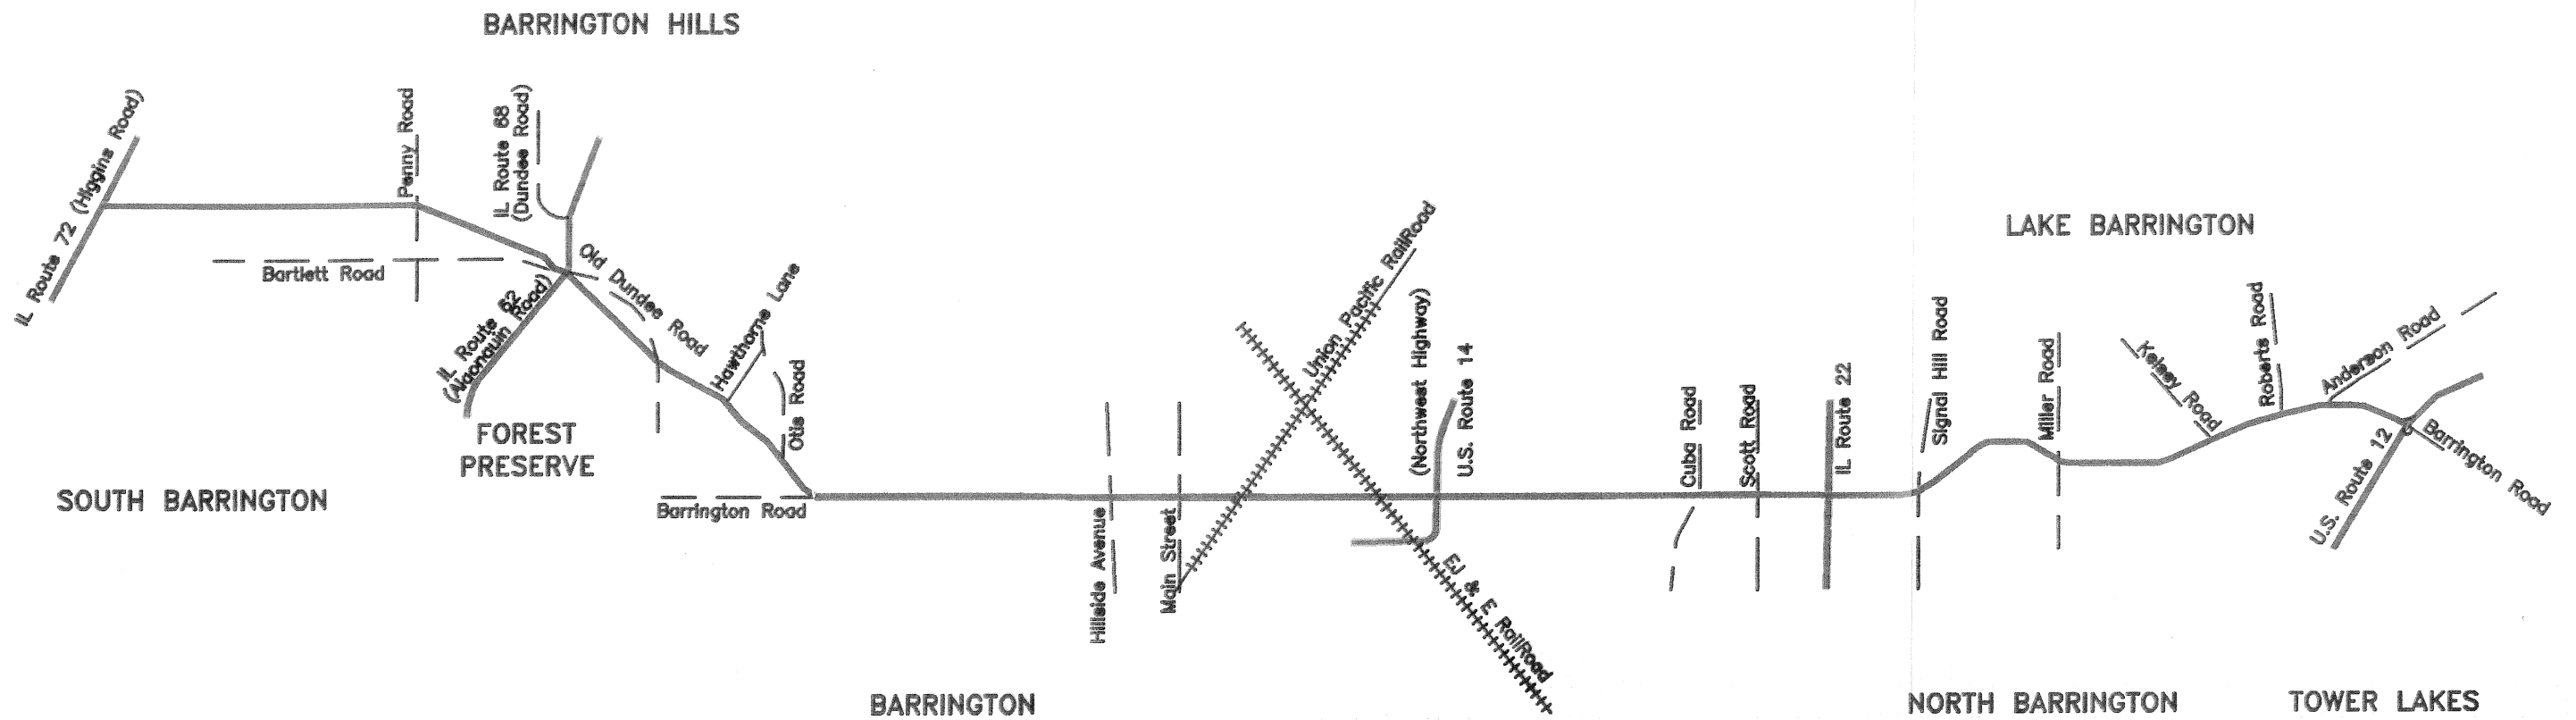 BARRINGTON HILLS
IL Route 72 (Higgins Road)
Penny Road
IL Route 68
(Dundee Road)
Bartlett Road
Old Dundee Road
IL Route 62
(Algonquin Road)
Hawthorne Lane
Otis Road
FOREST
PRESERVE
SOUTH BARRINGTON
Barrington Road
Hillside Avenue
Main Street
Union Pacific RailRoad
EJ & E RailRoad
(Northwest Highway)
U.S. Route 14
Cuba Road
Scott Road
IL Route 22
Signal Hill Road
LAKE BARRINGTON
Miller Road
Kelsey Road
Roberts Road
Anderson Road
U.S. Route 12
Barrington Road
BARRINGTON
NORTH BARRINGTON
TOWER LAKES